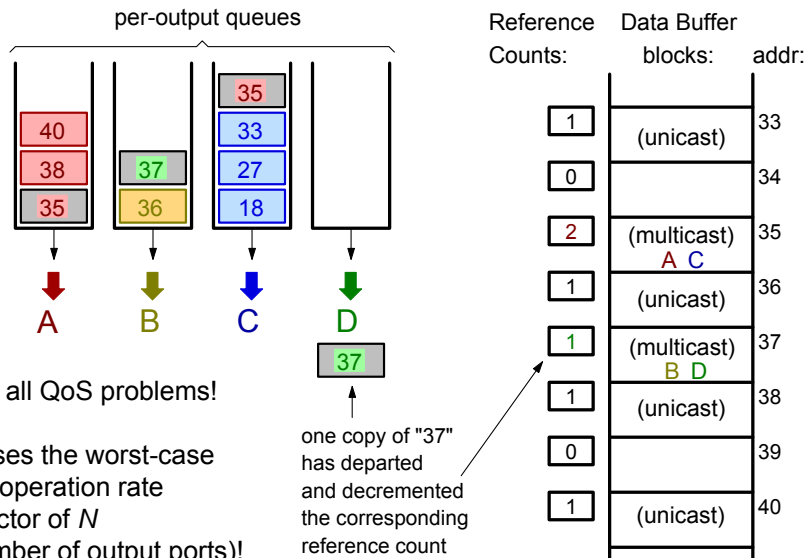 per-output queues
40
38
35
37
36
35
33
27
18
A
B
C
D
37
all QoS problems!
the worst-case
operation rate
of N
of output ports)!
one copy of "37"
has departed
and decremented
the corresponding
reference count
Reference Data Buffer
Counts: blocks: addr:
1 (unicast) 33
0 34
2 (multicast) 35
A C
1 (unicast) 36
1 (multicast) 37
B D
1 (unicast) 38
0 39
1 (unicast) 40